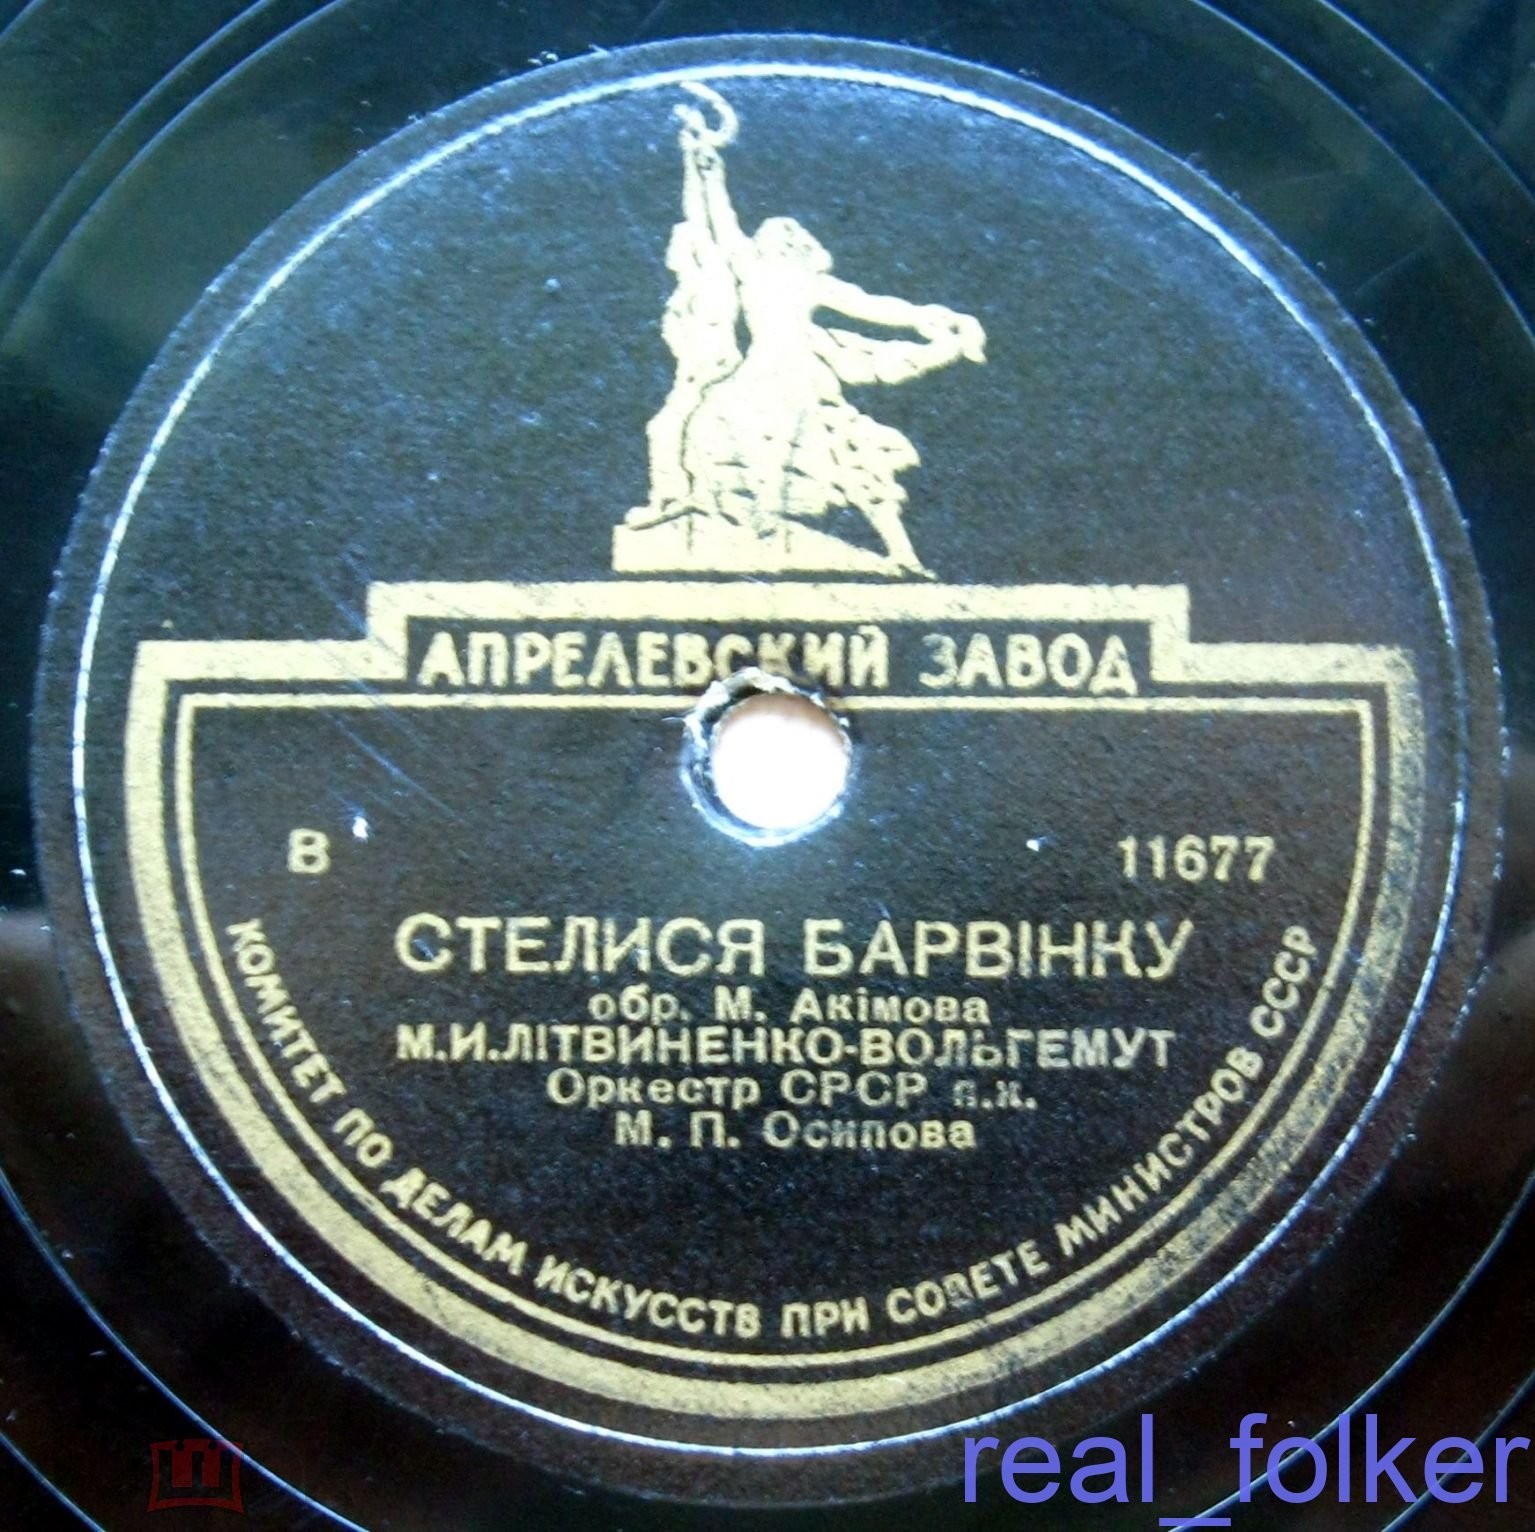 АПРЕЛЕВСКИЙ ЗАВОД
В 11677
СТЕЛИСЯ БАРВІНКУ
обр. М. Акімова
М.И.ЛІТВИНЕНКО-ВОЛЬГЕМУТ
Оркестр СРСР п.к.
М. П. Осипова
КОМИТЕТ ПО ДЕЛАМ ИСКУССТВ ПРИ СОВЕТЕ МИНИСТРОВ СССР
real_folker